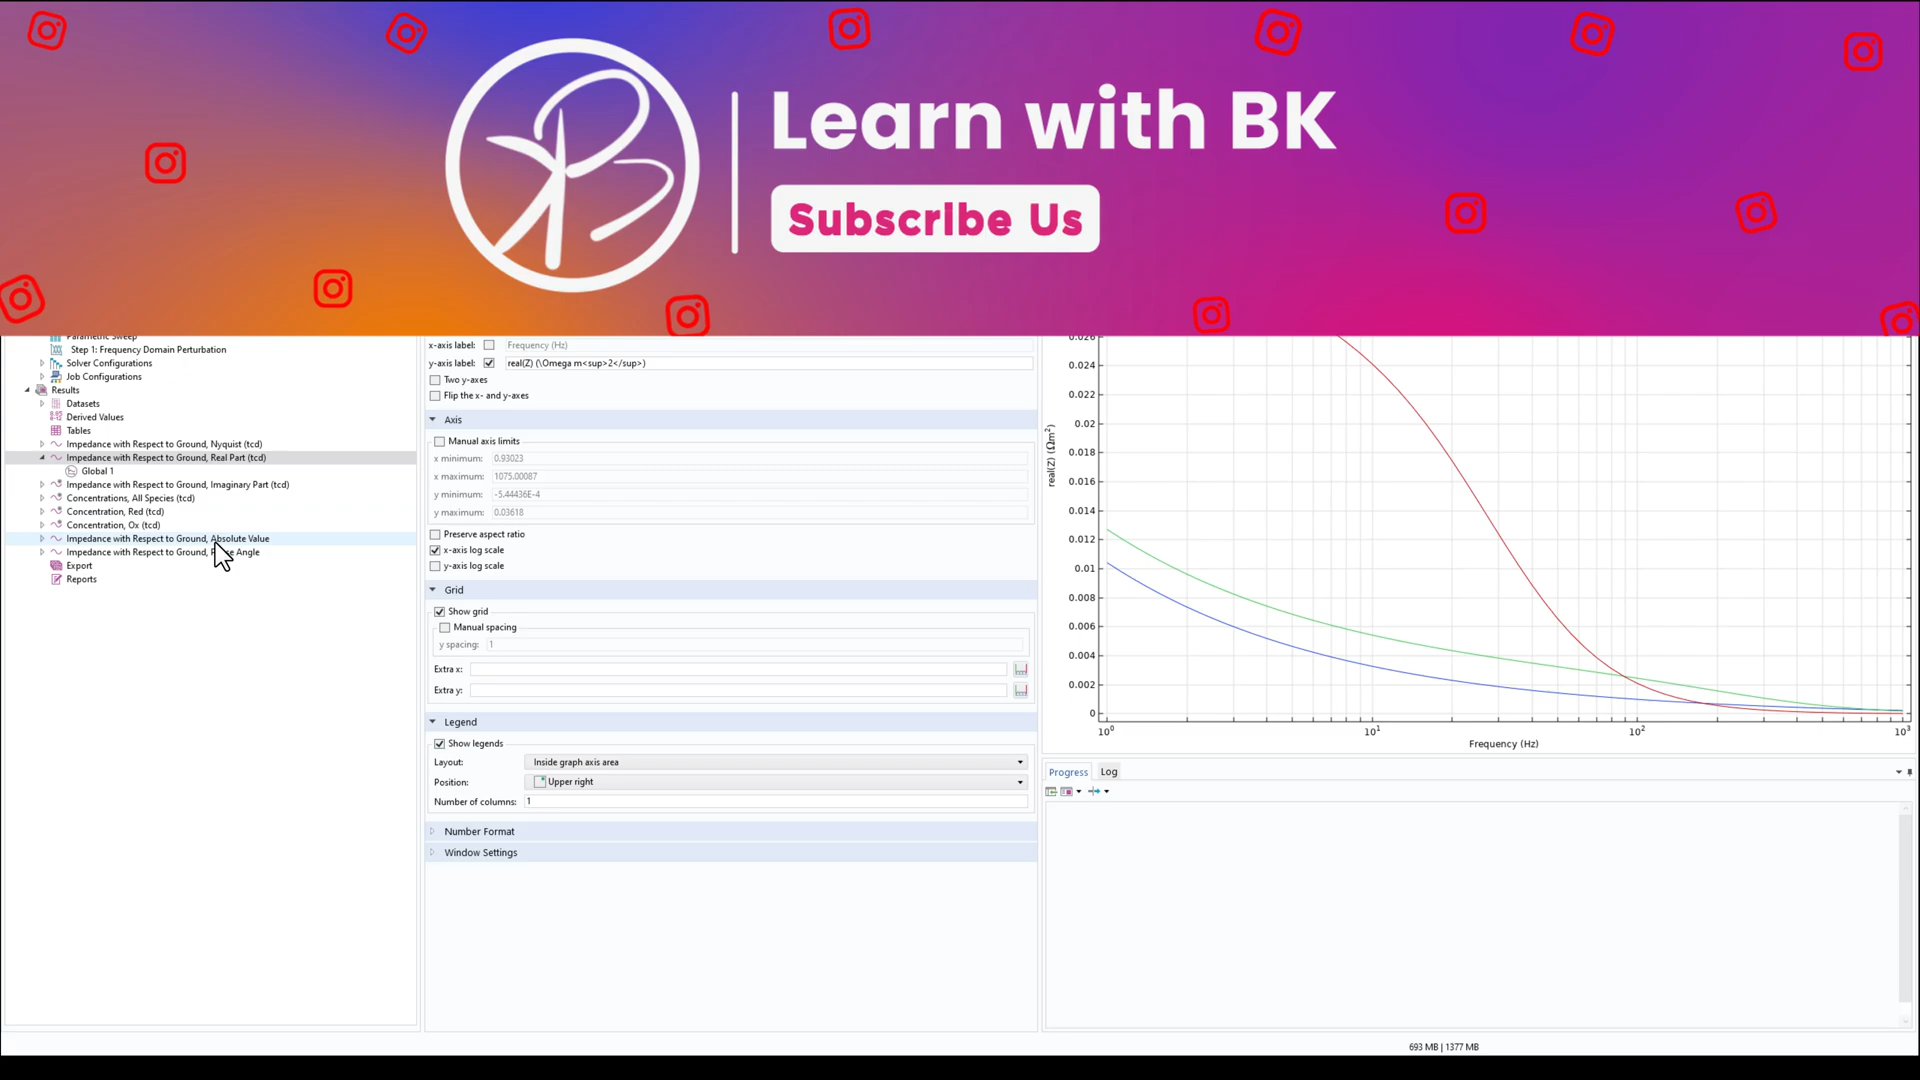 Learn with BK
Subscribe Us
Parametric Sweep
Step 1: Frequency Domain Perturbation
Solver Configurations
Job Configurations
Results
Datasets
Derived Values
Tables
Impedance with Respect to Ground, Nyquist (tcd)
Impedance with Respect to Ground, Real Part (tcd)
Global 1
Impedance with Respect to Ground, Imaginary Part (tcd)
Concentrations, All Species (tcd)
Concentration, Red (tcd)
Concentration, Ox (tcd)
Impedance with Respect to Ground, Absolute Value
Impedance with Respect to Ground, Angle
Export
Reports
x-axis label: Frequency (Hz)
y-axis label: real(Z) (\Omega m<sup>2</sup>)
Two y-axes
Flip the x- and y-axes
Axis
Manual axis limits
x minimum: 0.93023
x maximum: 1075.00087
y minimum: -5.44436E-4
y maximum: 0.03618
Preserve aspect ratio
x-axis log scale
y-axis log scale
Grid
Show grid
Manual spacing
y spacing: 1
Extra x:
Extra y:
Legend
Show legends
Layout: Inside graph axis area
Position: Upper right
Number of columns: 1
Number Format
Window Settings
0.026
0.024
0.022
0.02
0.018
0.016
0.014
0.012
0.01
0.008
0.006
0.004
0.002
0
real(Z) (Ωm²)
10⁰ 10¹ 10² 10³
Frequency (Hz)
Progress Log
693 MB | 1377 MB